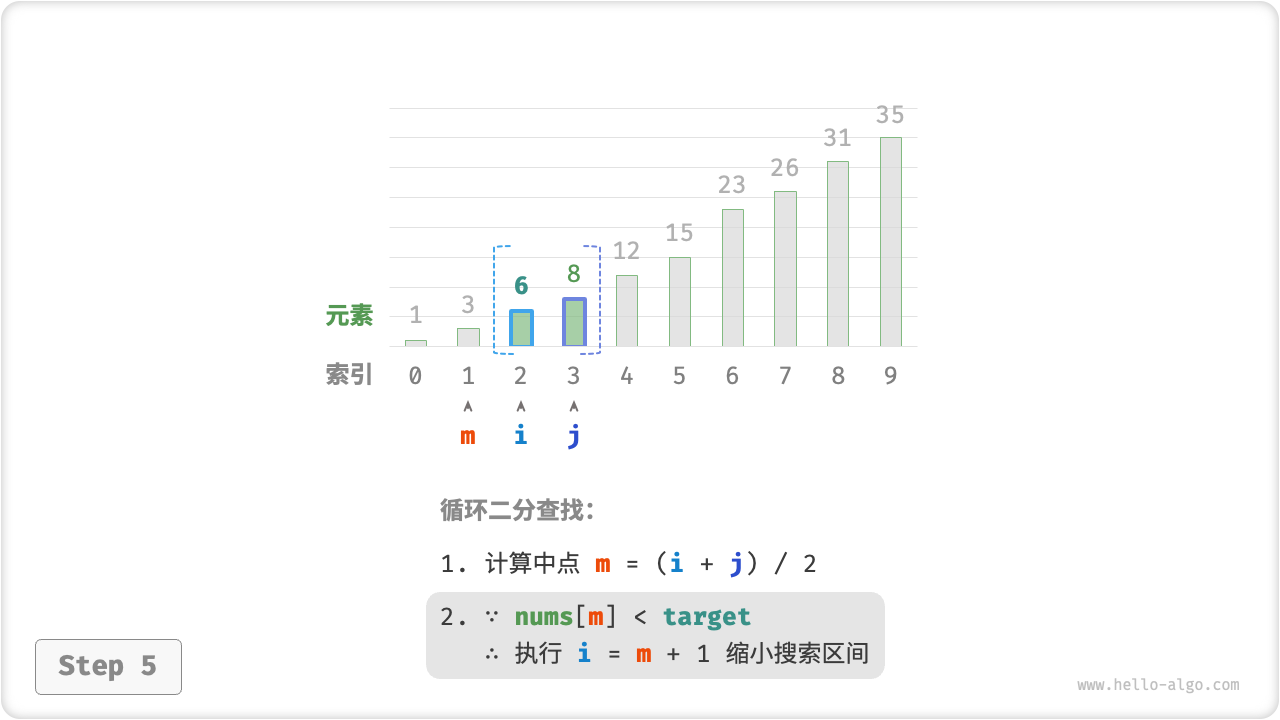 35
31
26
23
15
12
8
6
3
1
元素
索引 0 1 2 3 4 5 6 7 8 9
m i j
循环二分查找:
1. 计算中点 m = (i + j) / 2
2. ∵ nums[m] < target
∴ 执行 i = m + 1 缩小搜索区间
Step 5
www.hello-algo.com